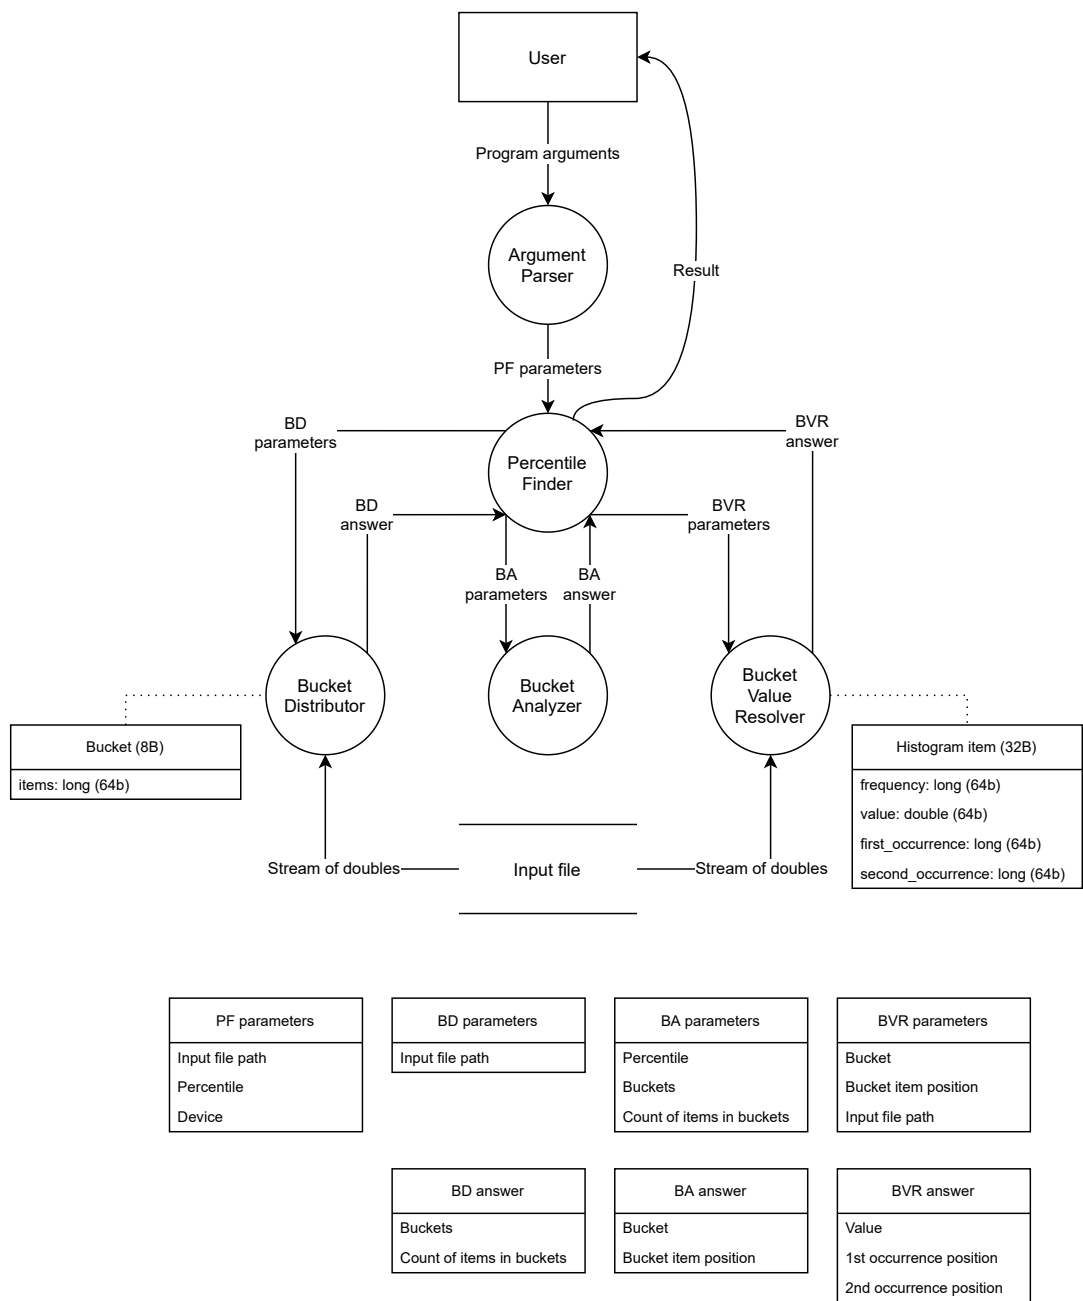 User
Program arguments
Argument
Parser
Result
PF parameters
BD
parameters
BVR
answer
Percentile
Finder
BD
answer
BVR
parameters
BA
parameters
BA
answer
Bucket
Distributor
Bucket
Analyzer
Bucket
Value
Resolver
Bucket (8B)
items: long (64b)
Histogram item (32B)
frequency: long (64b)
value: double (64b)
first_occurrence: long (64b)
second_occurrence: long (64b)
Stream of doubles
Input file
Stream of doubles
PF parameters
Input file path
Percentile
Device
BD parameters
Input file path
BA parameters
Percentile
Buckets
Count of items in buckets
BVR parameters
Bucket
Bucket item position
Input file path
BD answer
Buckets
Count of items in buckets
BA answer
Bucket
Bucket item position
BVR answer
Value
1st occurrence position
2nd occurrence position